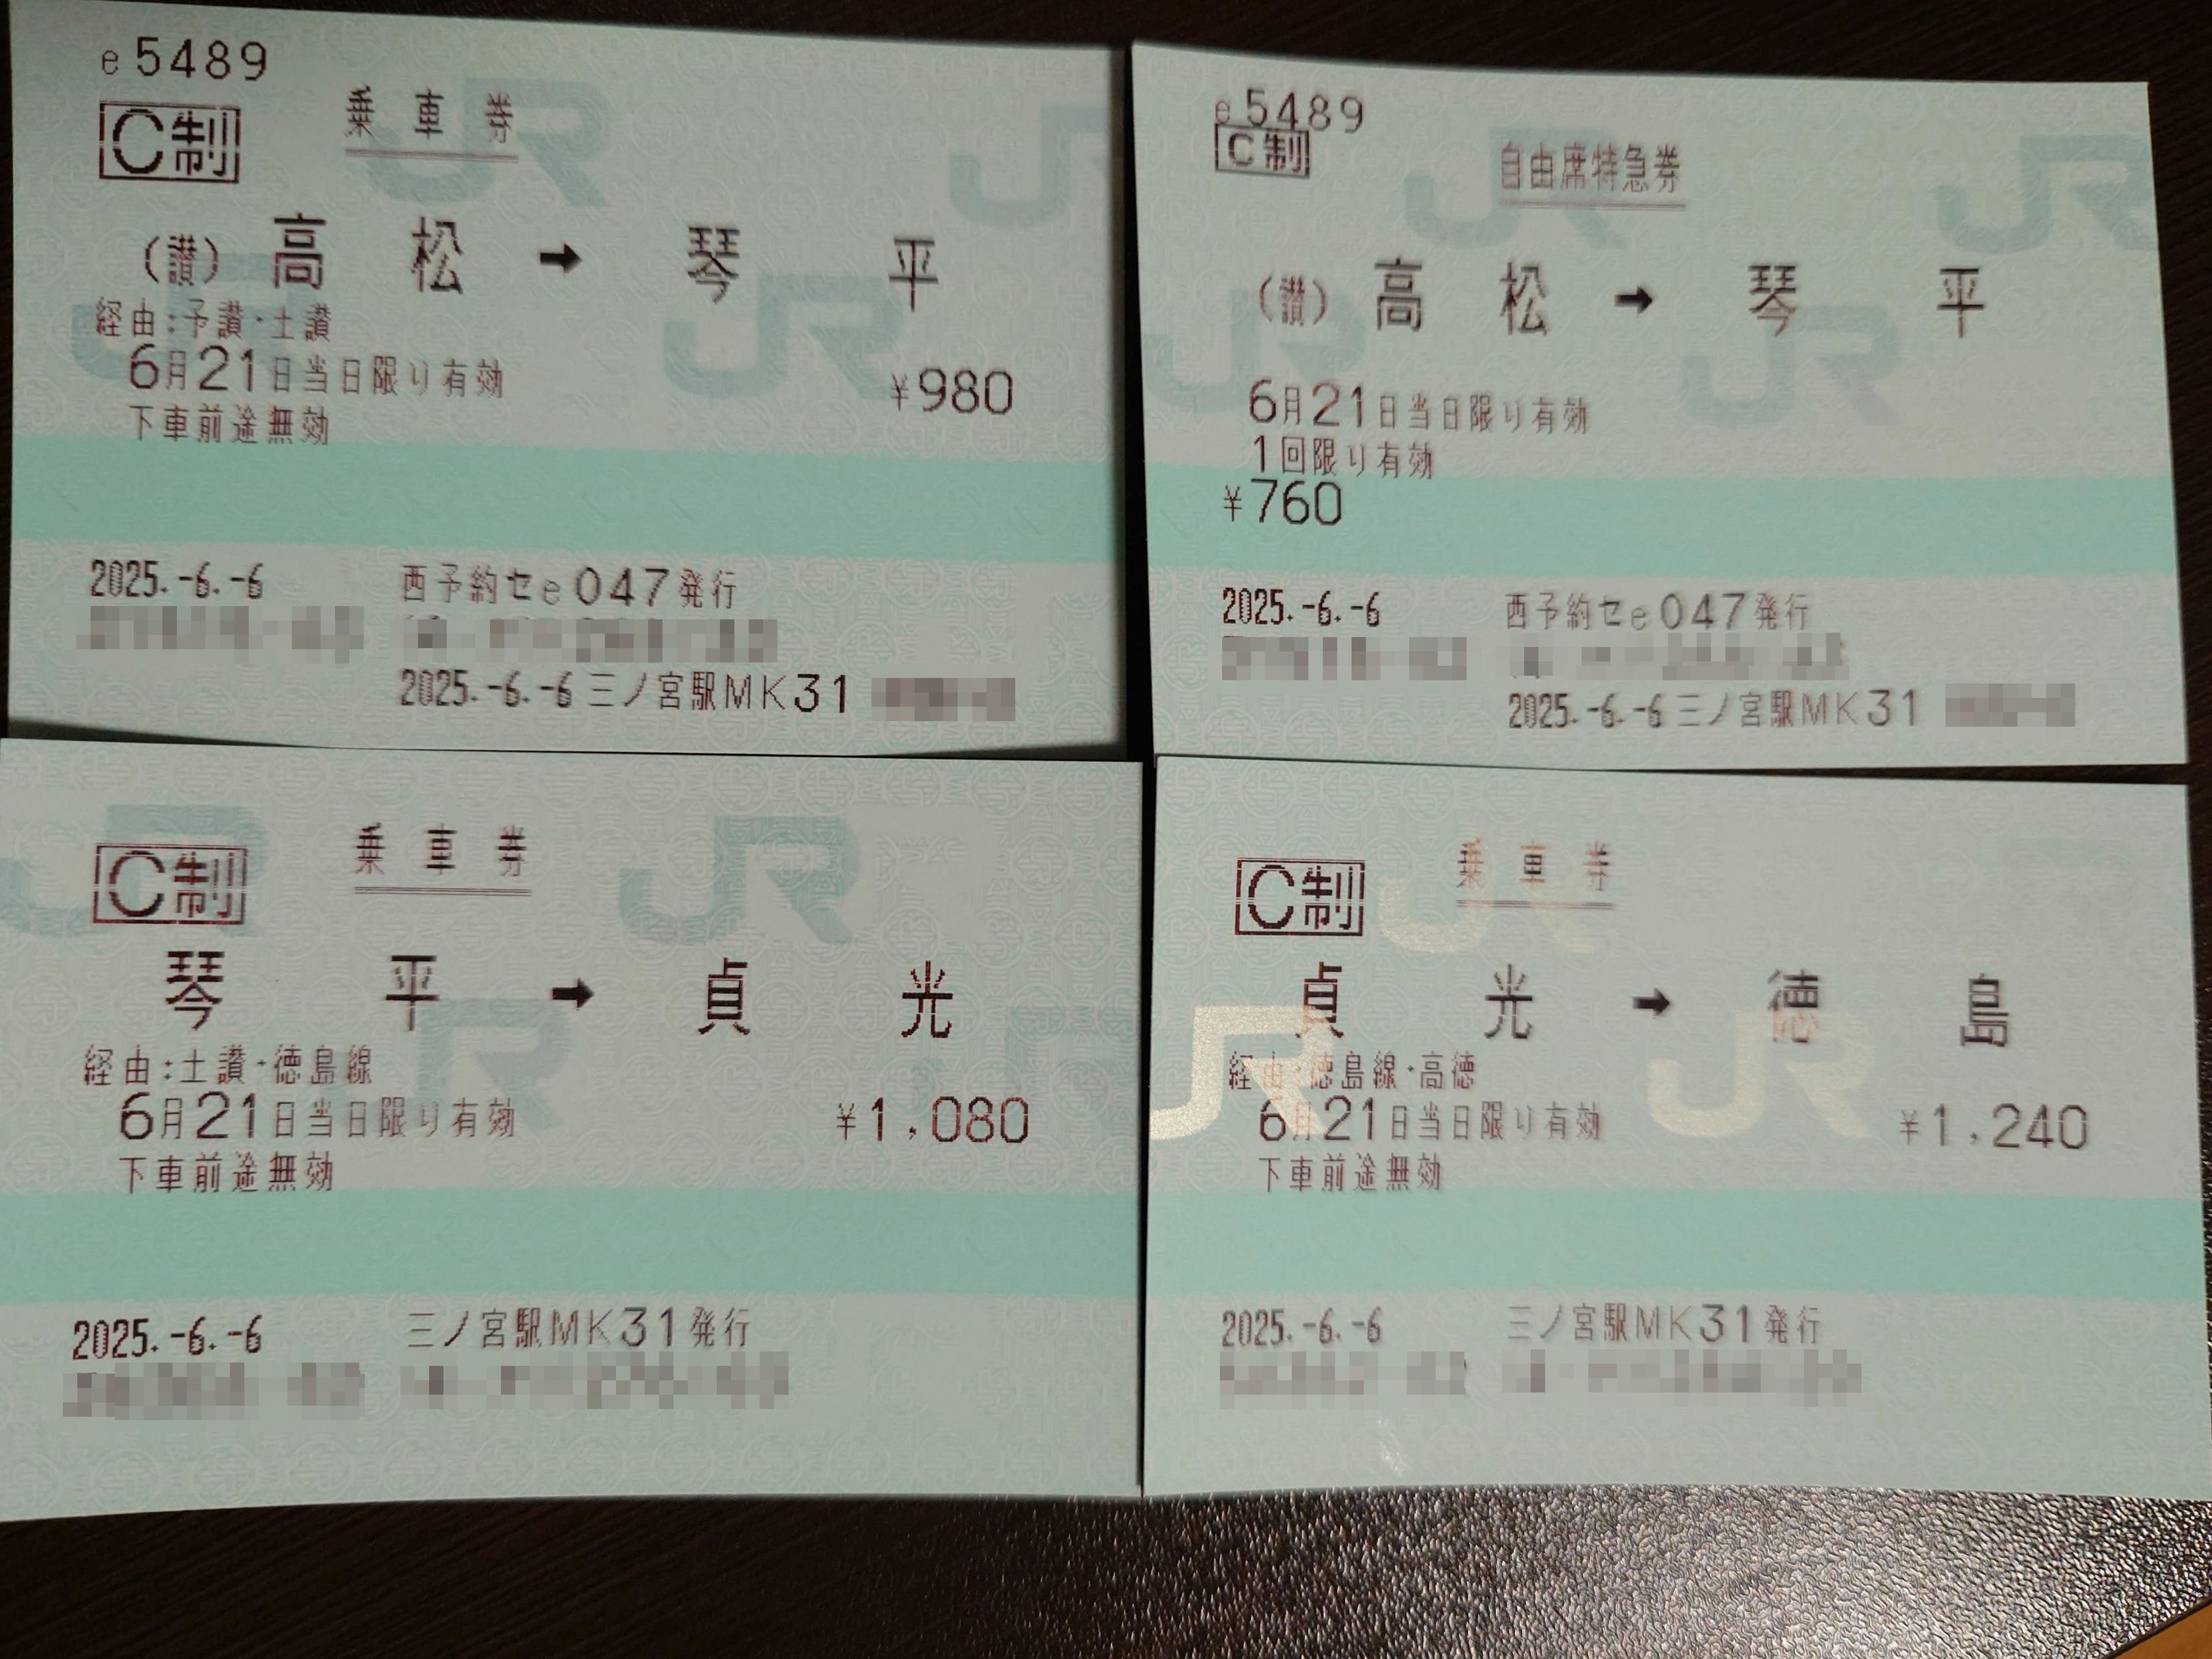 e5489
C制 乗車券
(讃)高松➡琴平
経由:予讃・土讃
6月21日当日限り有効 ¥980
下車前途無効
2025.-6.-6 西予約セe047発行
2025.-6.-6三ノ宮駅MK31
e5489
C制 自由席特急券
(讃)高松➡琴平
6月21日当日限り有効
1回限り有効
¥760
2025.-6.-6 西予約セe047発行
2025.-6.-6三ノ宮駅MK31
C制 乗車券
琴平➡貞光
経由:土讃・徳島線
6月21日当日限り有効 ¥1,080
下車前途無効
2025.-6.-6 三ノ宮駅MK31発行
C制 乗車券
貞光➡徳島
経由:徳島線・高徳
6月21日当日限り有効 ¥1,240
下車前途無効
2025.-6.-6 三ノ宮駅MK31発行